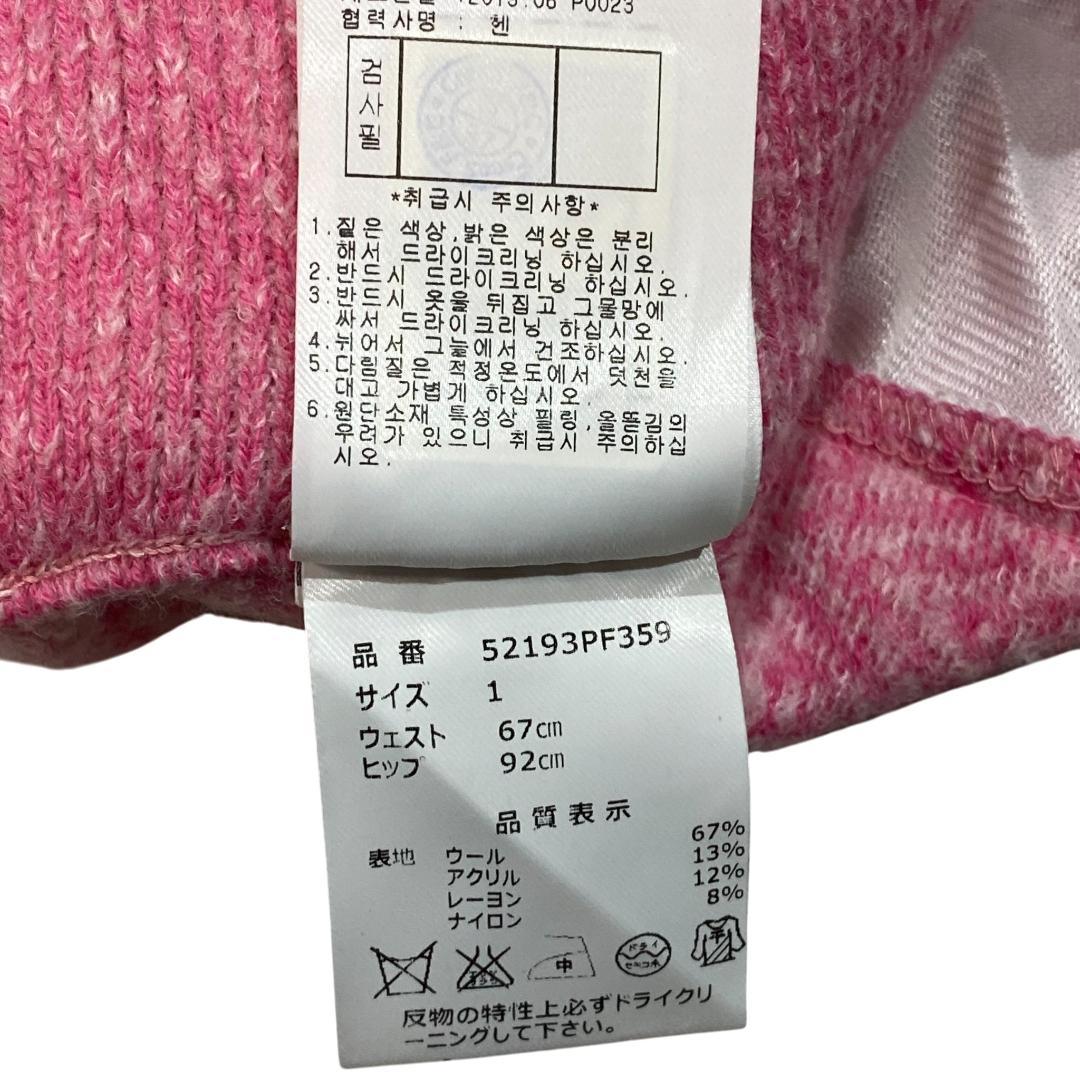 2013.06 P0023
협력사명 : 헨
검사필
*취급시 주의사항*
1.짙은 색상,밝은 색상은 분리
해서 드라이크리닝 하십시오.
2.반드시 드라이크리닝 하십시오.
3.반드시 옷을 뒤집고 그물망에
싸서 드라이크리닝 하십시오.
4.뉘어서 그늘에서 건조하십시오.
5.다림질은 적정온도에서 덧천을
대고 가볍게 하십시오.
6.원단소재 특성상 필링,올뜯김의
우려가 있으니 취급시 주의하십
시오.
品番 52193PF359
サイズ 1
ウェスト 67㎝
ヒップ 92㎝
品質表示
表地 ウール 67%
アクリル 13%
レーヨン 12%
ナイロン 8%
中 ドライ セキユ系 平
反物の特性上必ずドライクリ
ーニングして下さい。